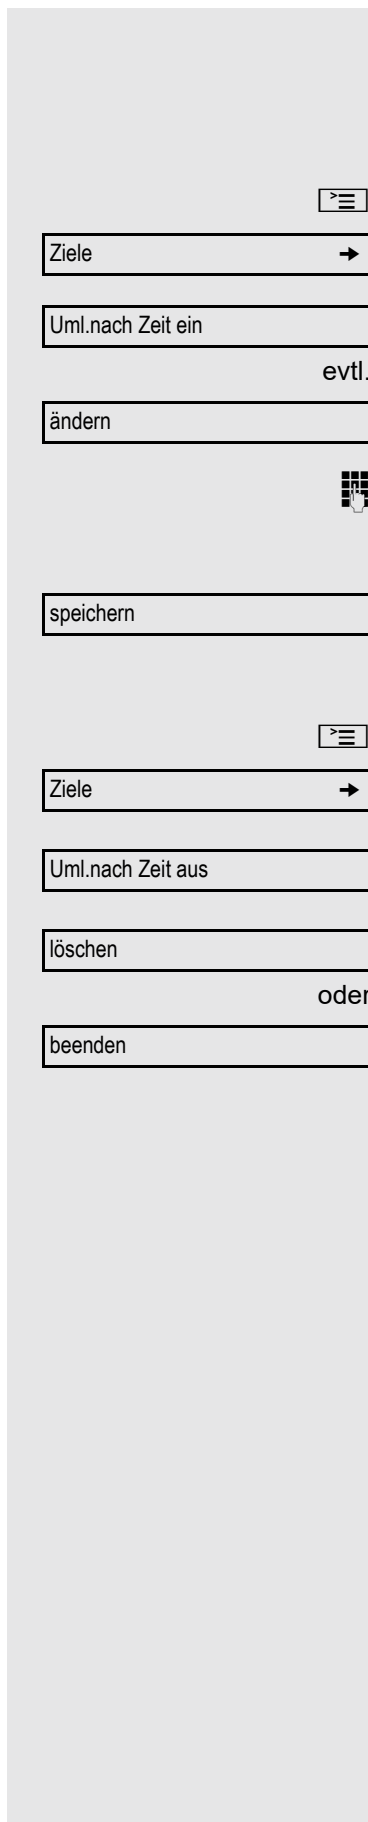 Ziele
Uml.nach Zeit ein
evtl.
ändern
speichern
Ziele
Uml.nach Zeit aus
löschen
oder
beenden